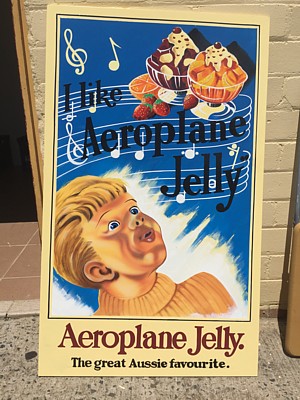 I like
Aeroplane
Jelly
Aeroplane Jelly.
The great Aussie favourite.